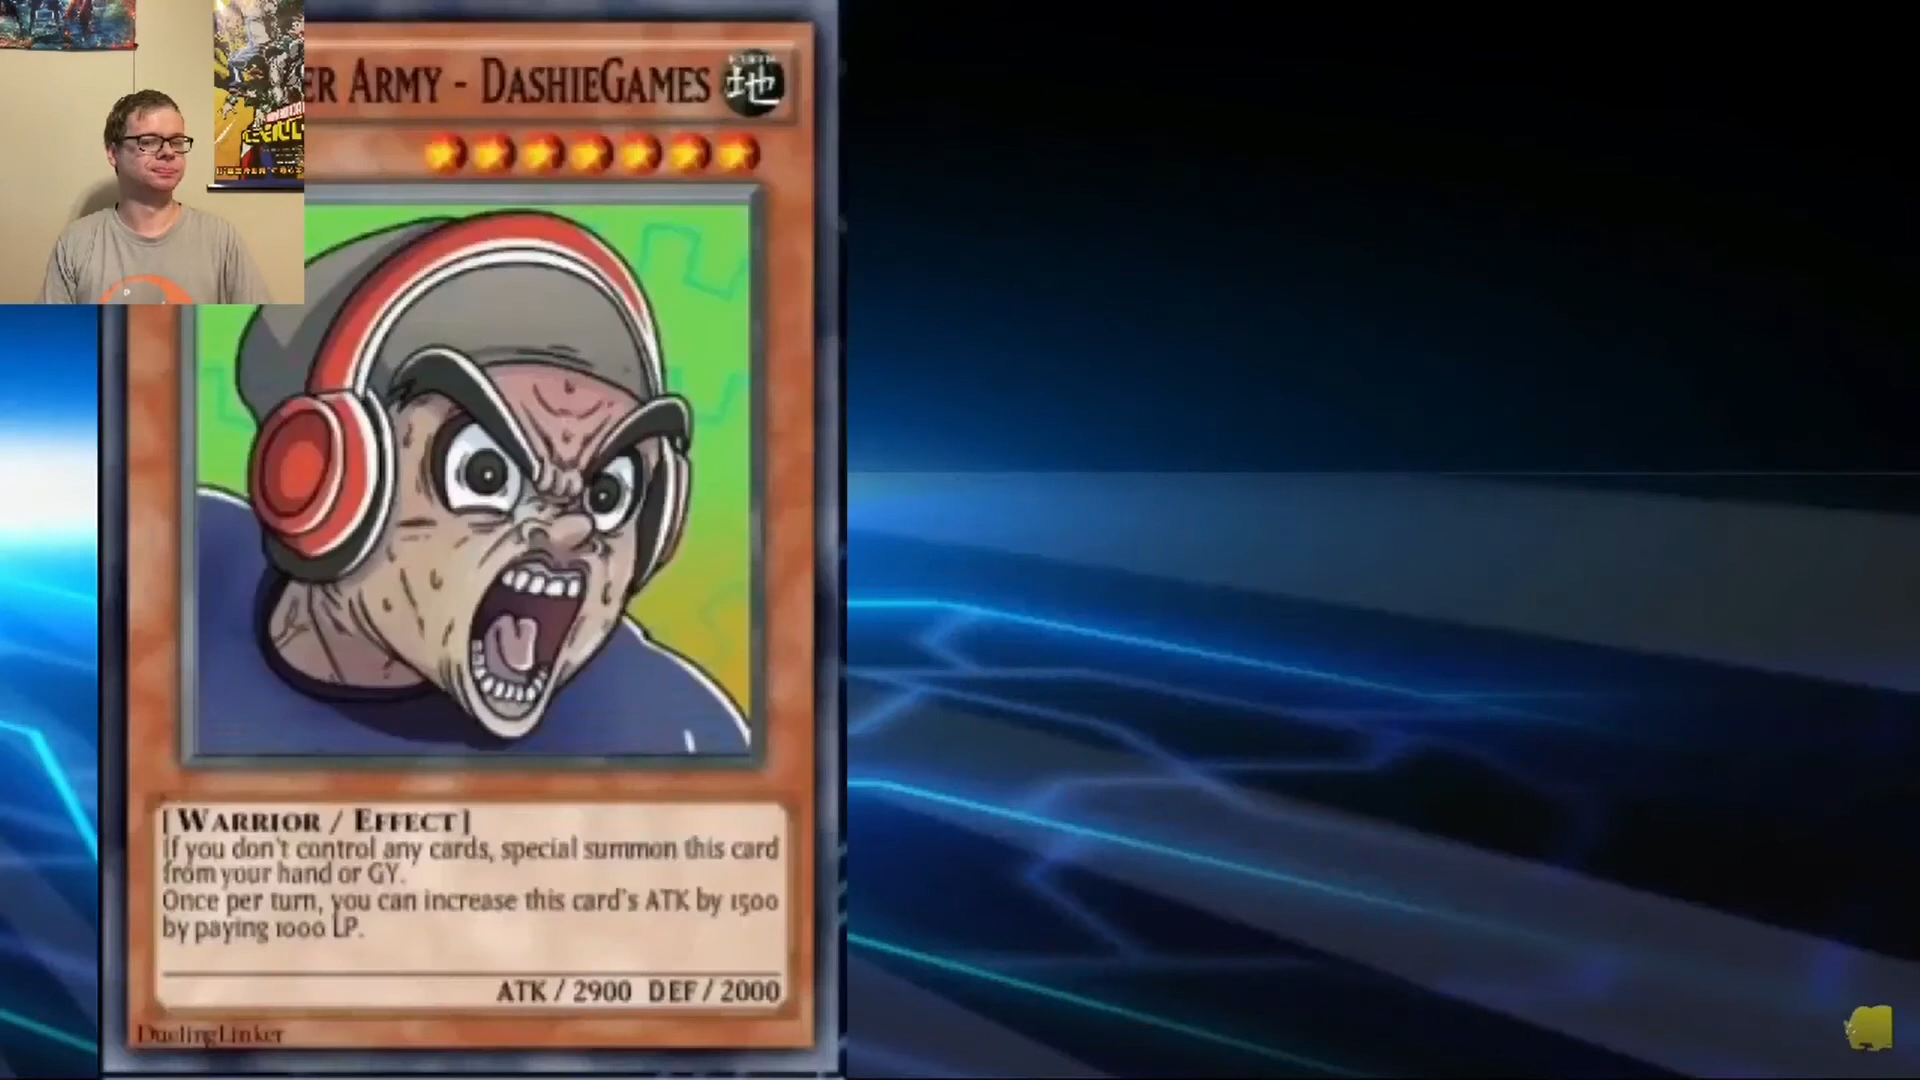 ER ARMY - DASHIEGAMES
地
[WARRIOR / EFFECT]
If you don't control any cards, special summon this card
from your hand or GY.
Once per turn, you can increase this card's ATK by 1500
by paying 1000 LP.
ATK / 2900 DEF / 2000
DuelingLinker